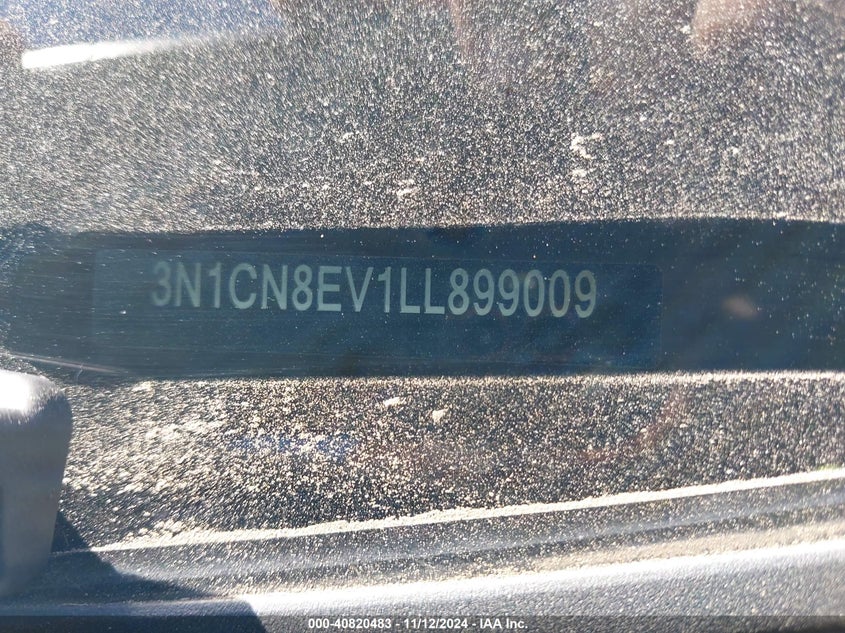 3N1CN8EV1LL899009
000-40820483 - 11/12/2024 - IAA Inc.